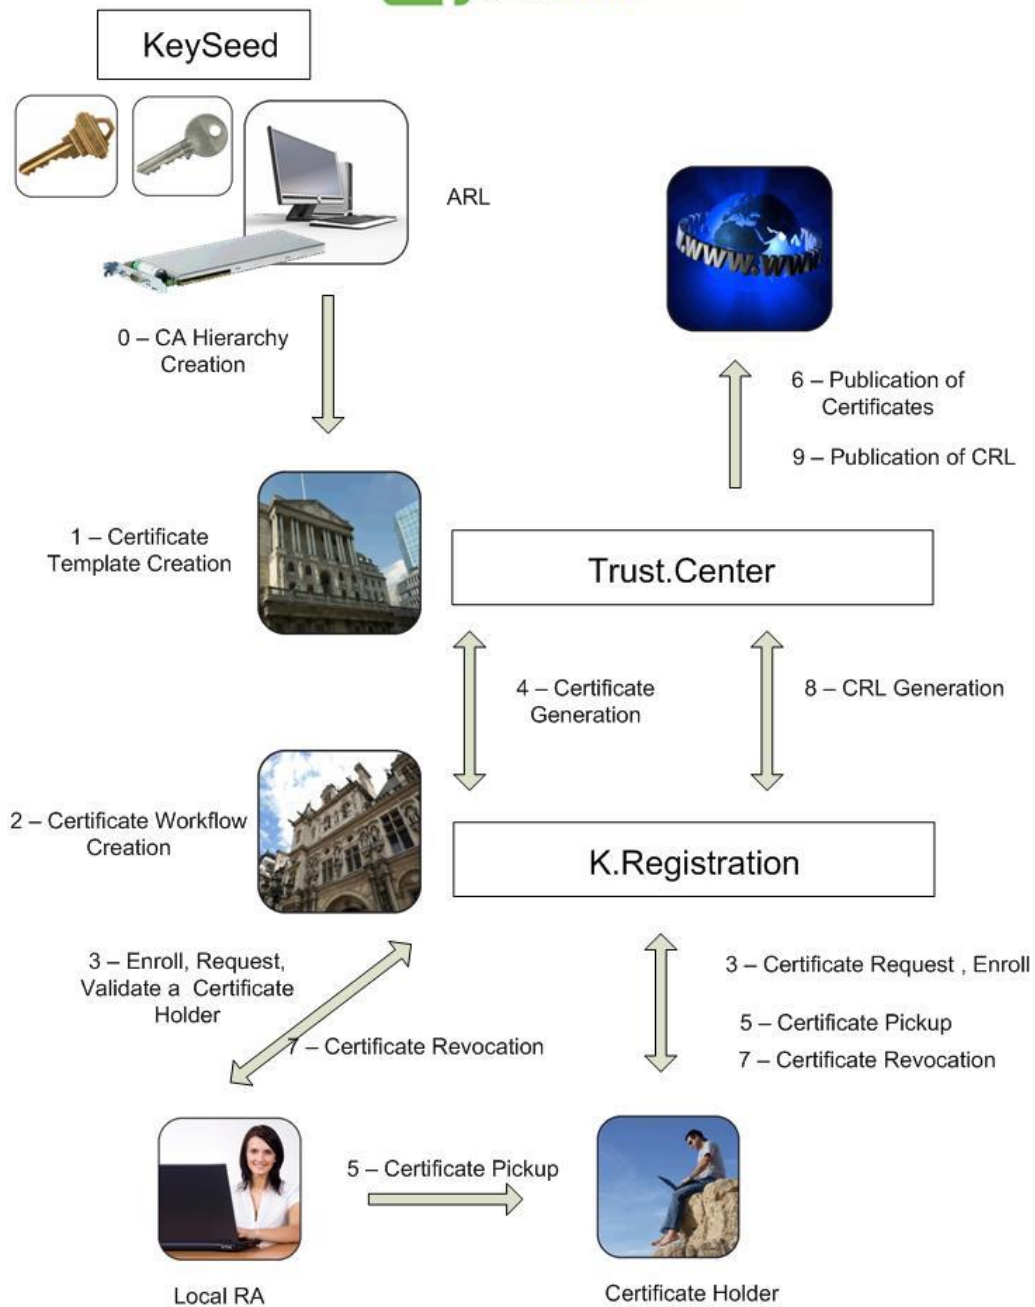 KeySeed
ARL
0 – CA Hierarchy
Creation
6 – Publication of
Certificates
9 – Publication of CRL
1 – Certificate
Template Creation
Trust.Center
4 – Certificate
Generation
8 – CRL Generation
2 – Certificate Workflow
Creation
K.Registration
3 – Enroll, Request,
Validate a Certificate
Holder
7 – Certificate Revocation
3 – Certificate Request , Enroll
5 – Certificate Pickup
7 – Certificate Revocation
5 – Certificate Pickup
Local RA
Certificate Holder